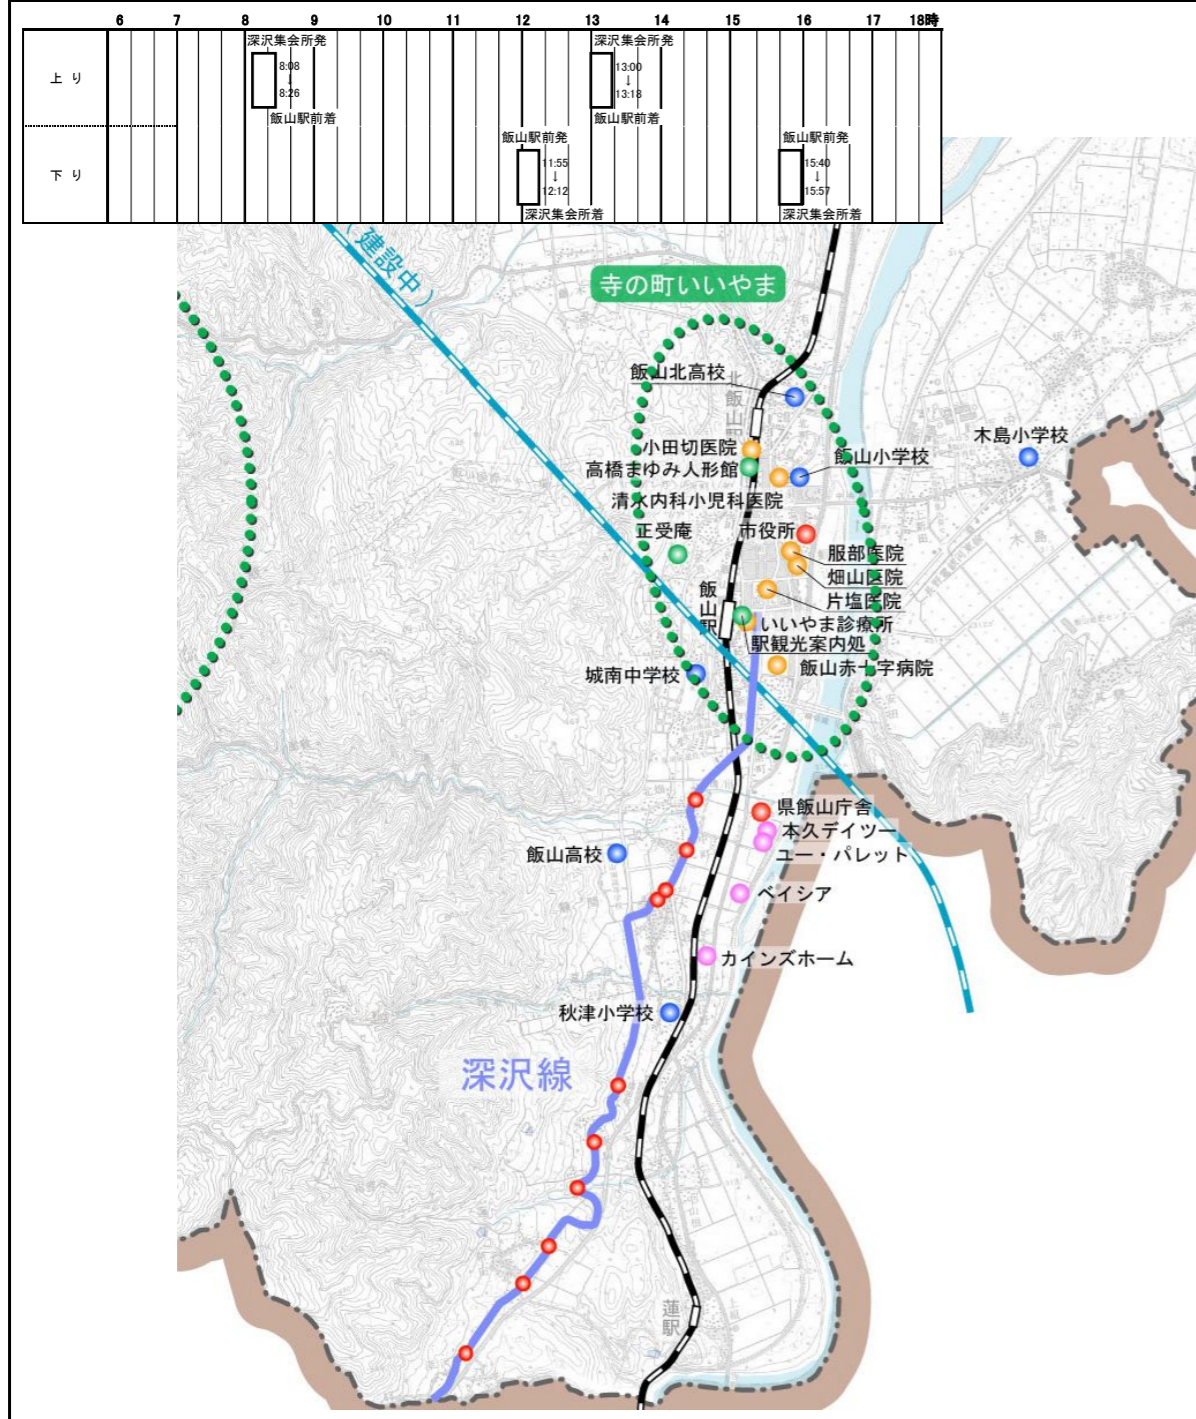 6 7 8 9 10 11 12 13 14 15 16 17 18時
上 り
深沢集会所発
8:08
↓
8:26
飯山駅前着
深沢集会所発
13:00
↓
13:18
飯山駅前着
下 り
飯山駅前発
11:55
↓
12:12
深沢集会所着
飯山駅前発
15:40
↓
15:57
深沢集会所着
(建設中)
寺の町いいやま
北飯山駅
飯山北高校
木島小学校
小田切医院
飯山小学校
高橋まゆみ人形館
清水内科小児科医院
正受庵
市役所
服部医院
畑山医院
片塩医院
飯山駅
いいやま診療所
駅観光案内処
飯山赤十字病院
城南中学校
県飯山庁舎
本久デイツー
ユー・パレット
飯山高校
ベイシア
カインズホーム
秋津小学校
深沢線
蓮駅
木島